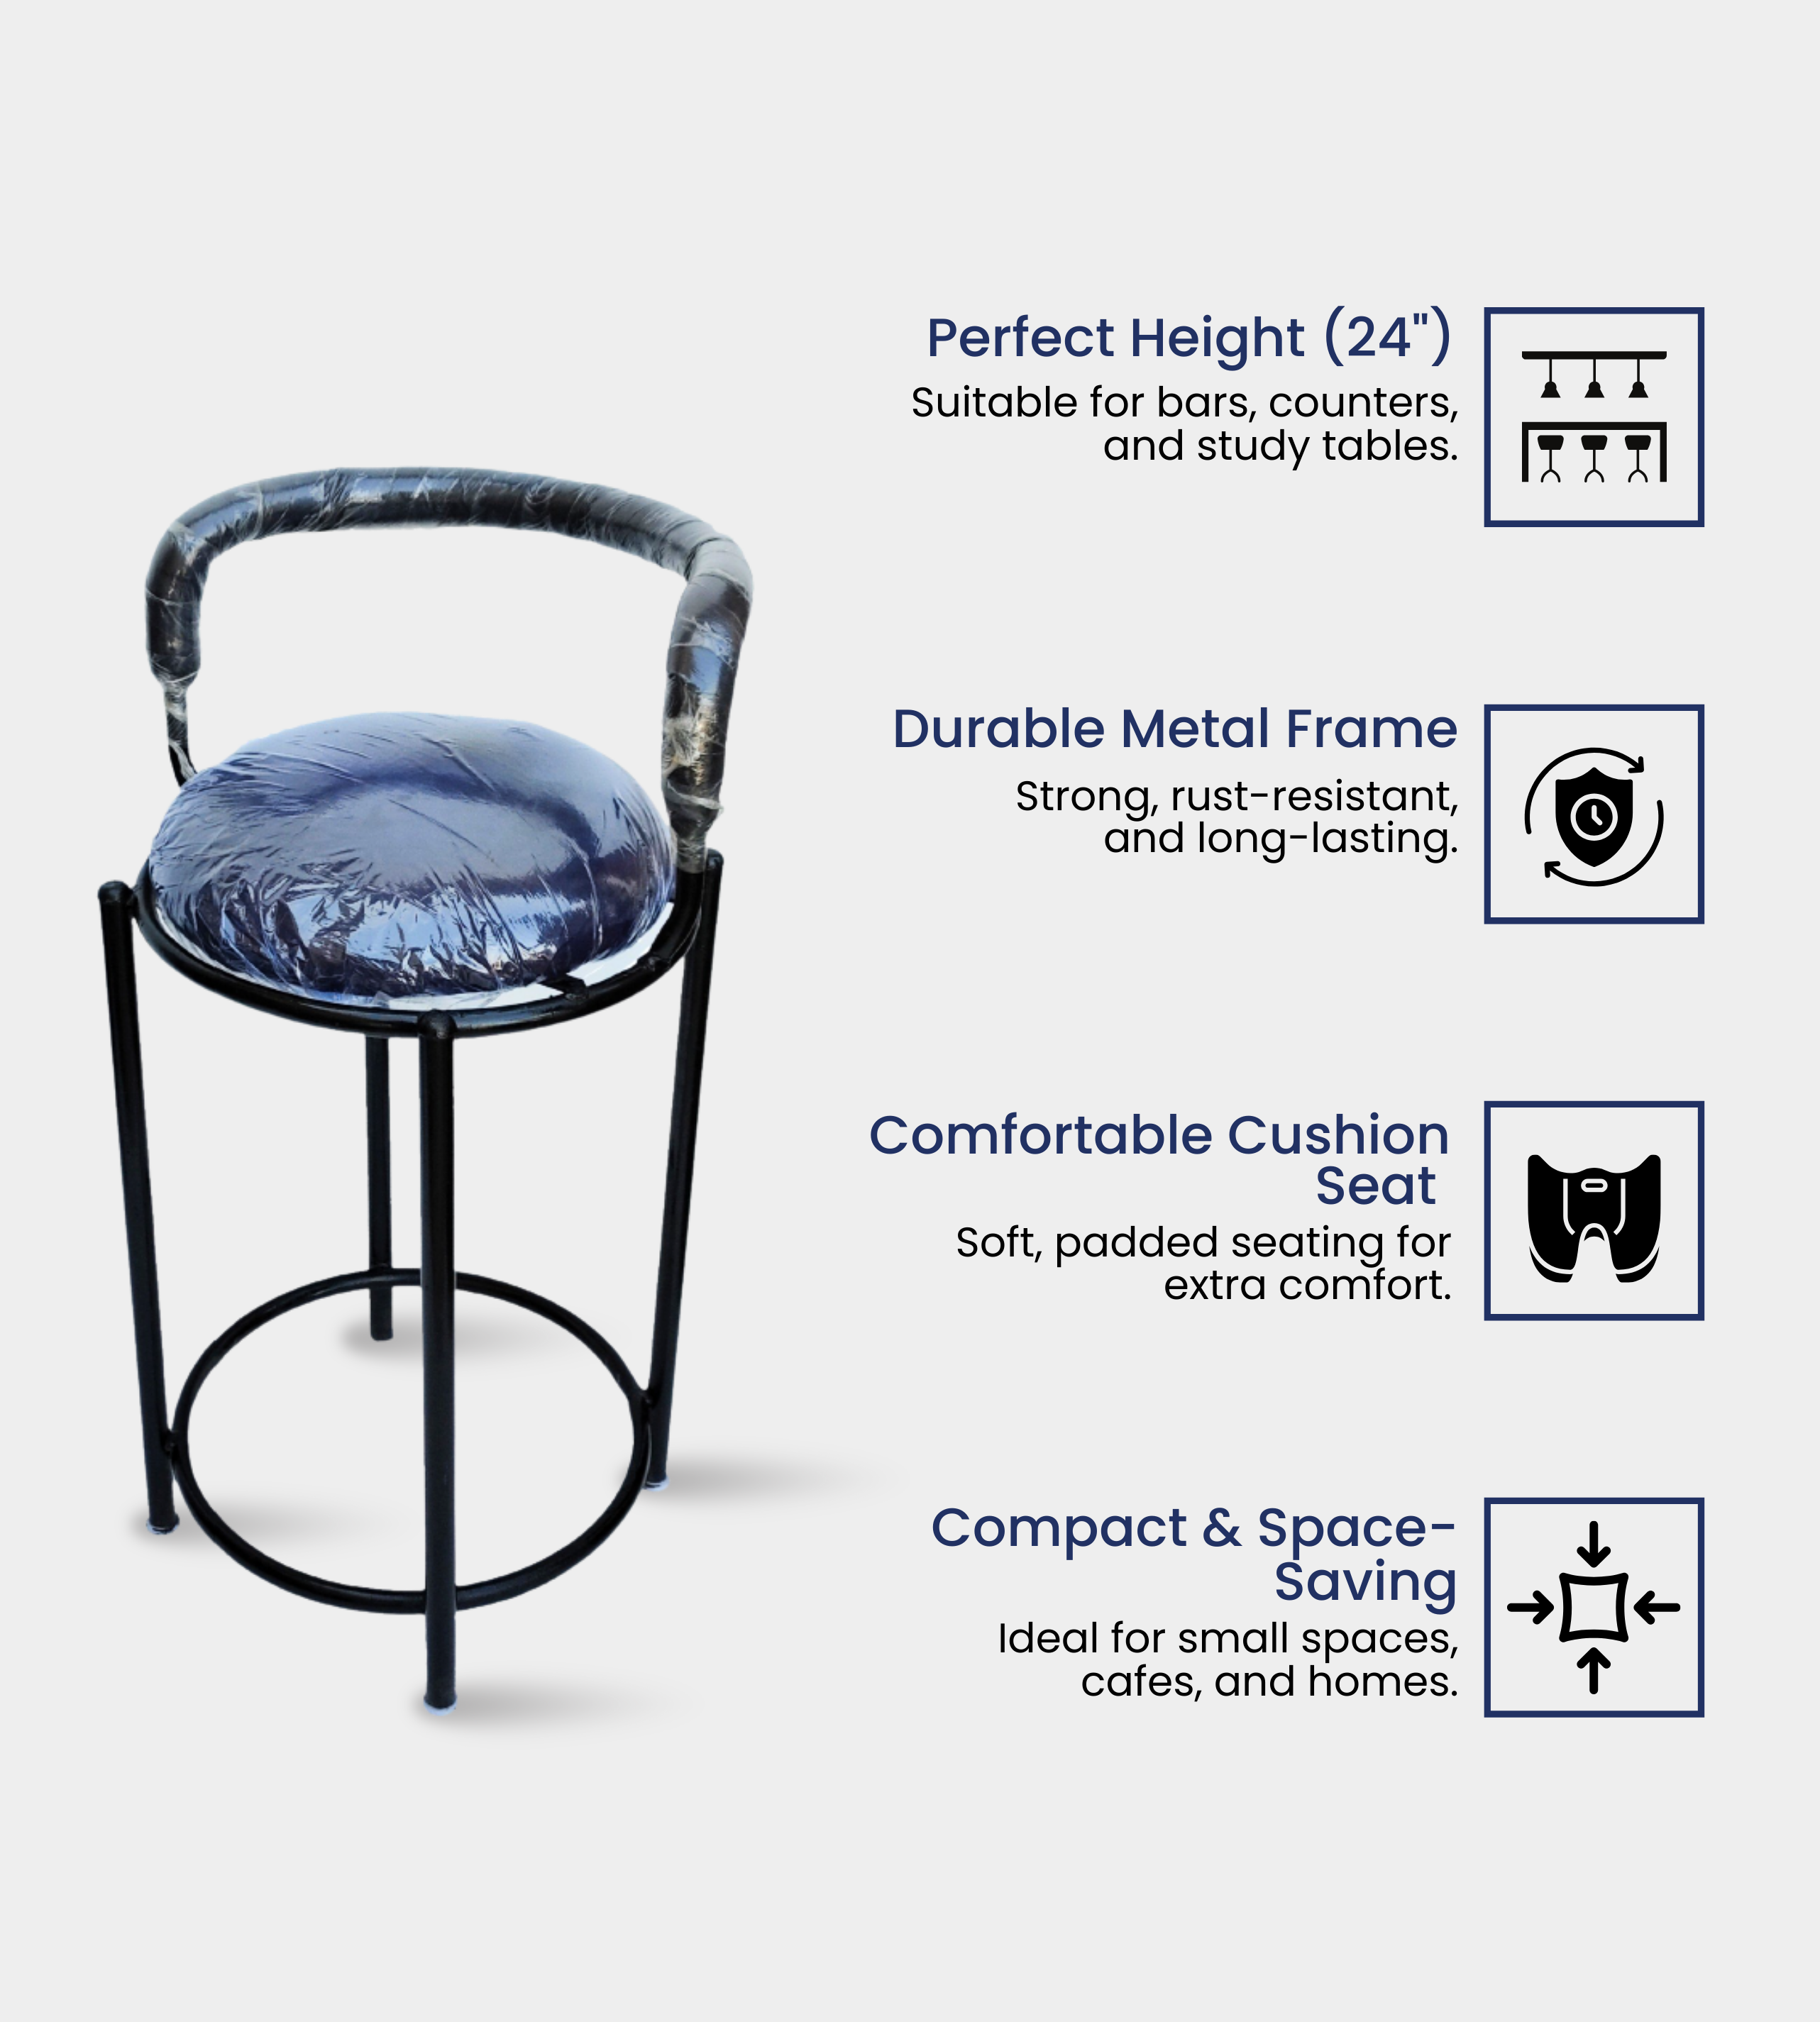 Perfect Height (24")
Suitable for bars, counters,
and study tables.
Durable Metal Frame
Strong, rust-resistant,
and long-lasting.
Comfortable Cushion
Seat
Soft, padded seating for
extra comfort.
Compact & Space-
Saving
Ideal for small spaces,
cafes, and homes.